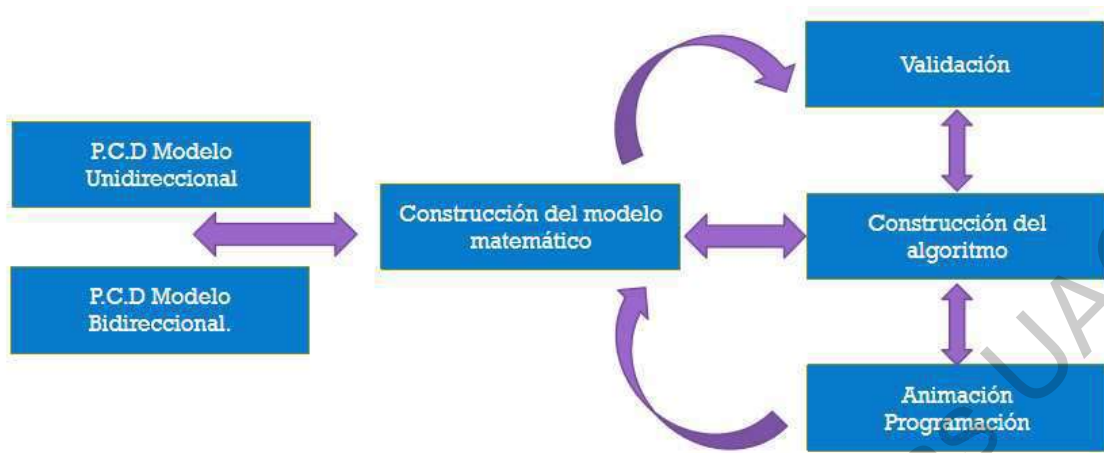 P.C.D Modelo
Unidireccional
P.C.D Modelo
Bidireccional.
Construcción del modelo
matemático
Validación
Construcción del
algoritmo
Animación
Programación